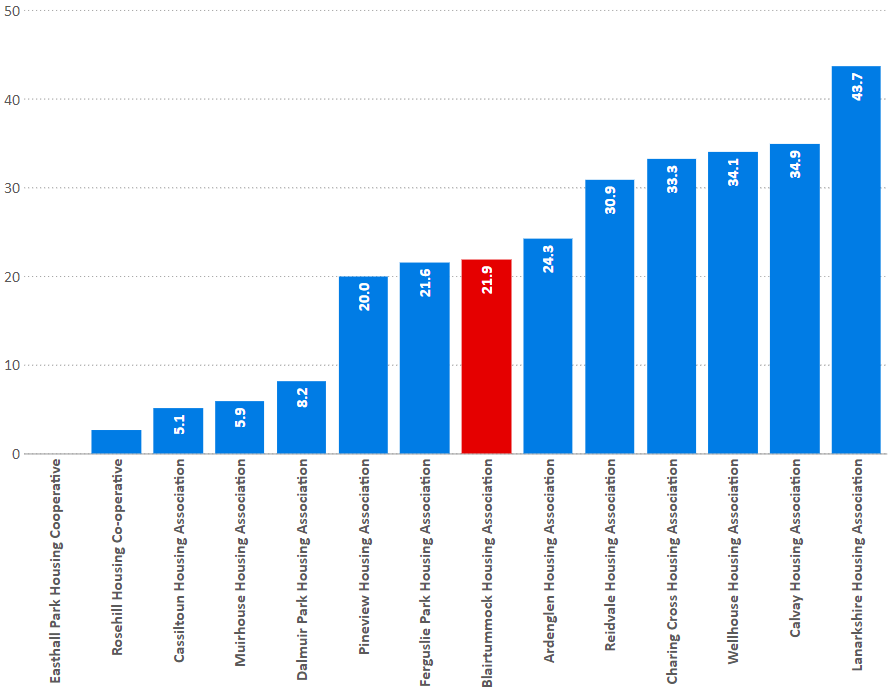 50
40
30
20
10
0
5.1
5.9
8.2
20.0
21.6
21.9
24.3
30.9
33.3
34.1
34.9
43.7
Easthall Park Housing Cooperative
Rosehill Housing Co-operative
Cassiltoun Housing Association
Muirhouse Housing Association
Dalmuir Park Housing Association
Pineview Housing Association
Ferguslie Park Housing Association
Blairtummock Housing Association
Ardenglen Housing Association
Reidvale Housing Association
Charing Cross Housing Association
Wellhouse Housing Association
Calvay Housing Association
Lanarkshire Housing Association